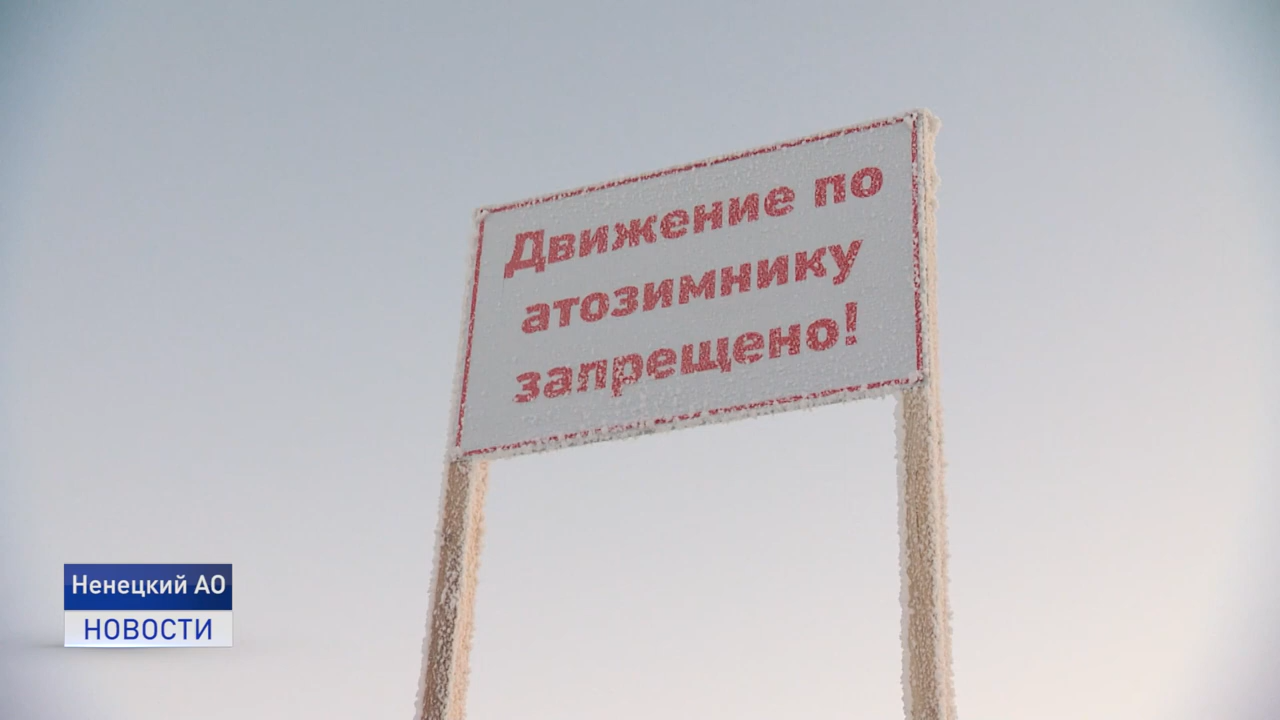 Движение по
атозимнику
запрещено!
Ненецкий АО
НОВОСТИ